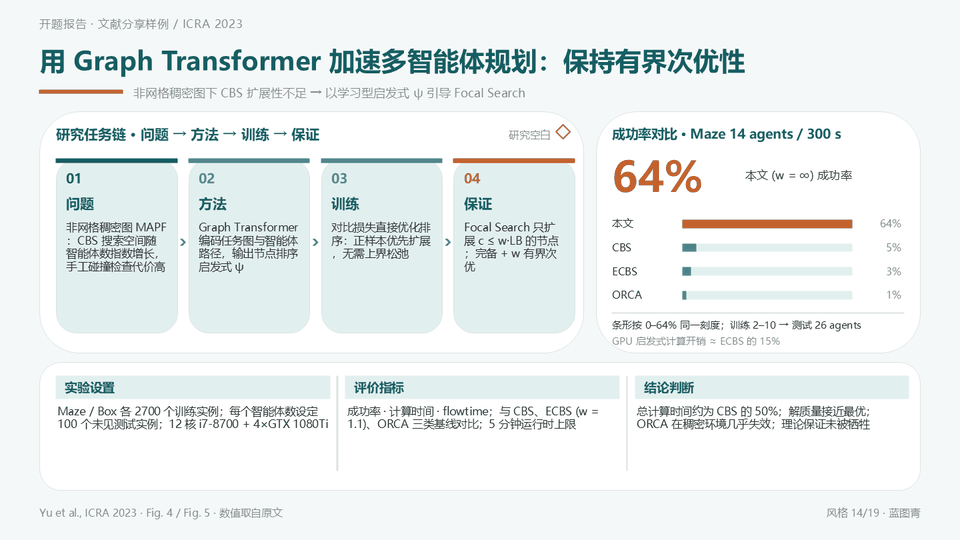 开题报告 · 文献分享样例 / ICRA 2023
用 Graph Transformer 加速多智能体规划：保持有界次优性
非网格稠密图下 CBS 扩展性不足 → 以学习型启发式 ψ 引导 Focal Search
研究任务链 • 问题 → 方法 → 训练 → 保证
研究空白
01
问题
非网格稠密图 MAPF
：CBS 搜索空间随
智能体数指数增长，
手工碰撞检查代价高
›
02
方法
Graph Transformer
编码任务图与智能体
路径，输出节点排序
启发式 ψ
›
03
训练
对比损失直接优化排
序：正样本优先扩展
，无需上界松弛
›
04
保证
Focal Search 只扩
展 c ≤ w·LB 的节点
；完备 + w 有界次
优
成功率对比 • Maze 14 agents / 300 s
64%
本文 (w = ∞) 成功率
本文 64%
CBS 5%
ECBS 3%
ORCA 1%
条形按 0–64% 同一刻度；训练 2–10 → 测试 26 agents
GPU 启发式计算开销 ≈ ECBS 的 15%
实验设置
Maze / Box 各 2700 个训练实例；每个智能体数设定
100 个未见测试实例；12 核 i7-8700 + 4×GTX 1080Ti
评价指标
成功率 · 计算时间 · flowtime；与 CBS、ECBS (w =
1.1)、ORCA 三类基线对比；5 分钟运行时上限
结论判断
总计算时间约为 CBS 的 50%；解质量接近最优；
ORCA 在稠密环境几乎失效；理论保证未被牺牲
Yu et al., ICRA 2023 · Fig. 4 / Fig. 5 · 数值取自原文
风格 14/19 · 蓝图青